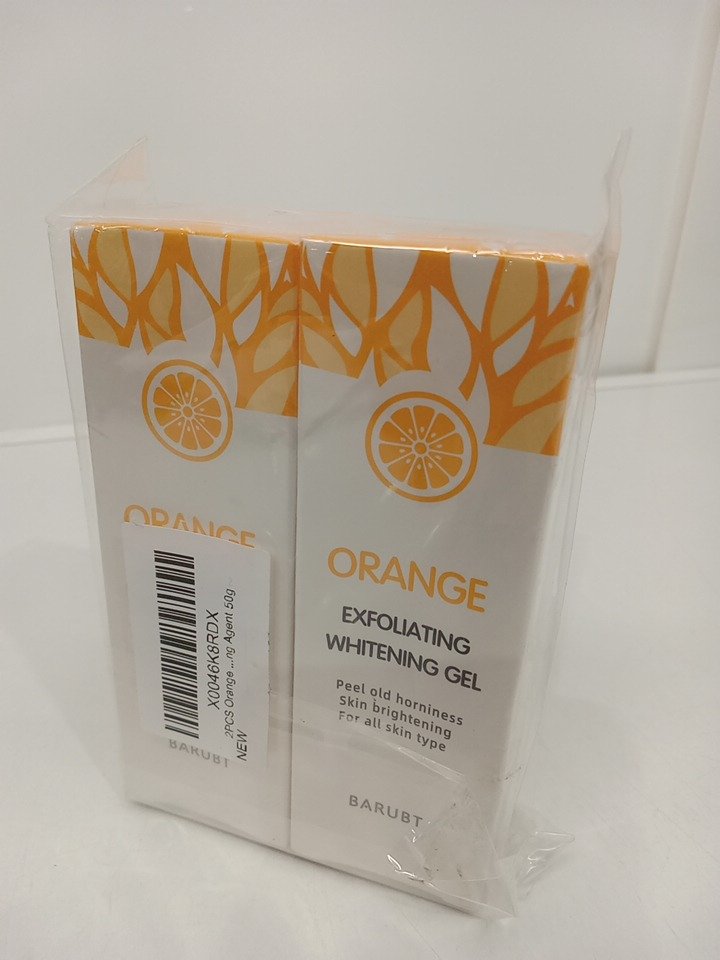 ORANGE
X0046K8RDX
2PCS Orange ...ng Agent 50g
NEW
BARUBT
ORANGE
EXFOLIATING
WHITENING GEL
Peel old horniness
Skin brightening
For all skin type
BARUBT